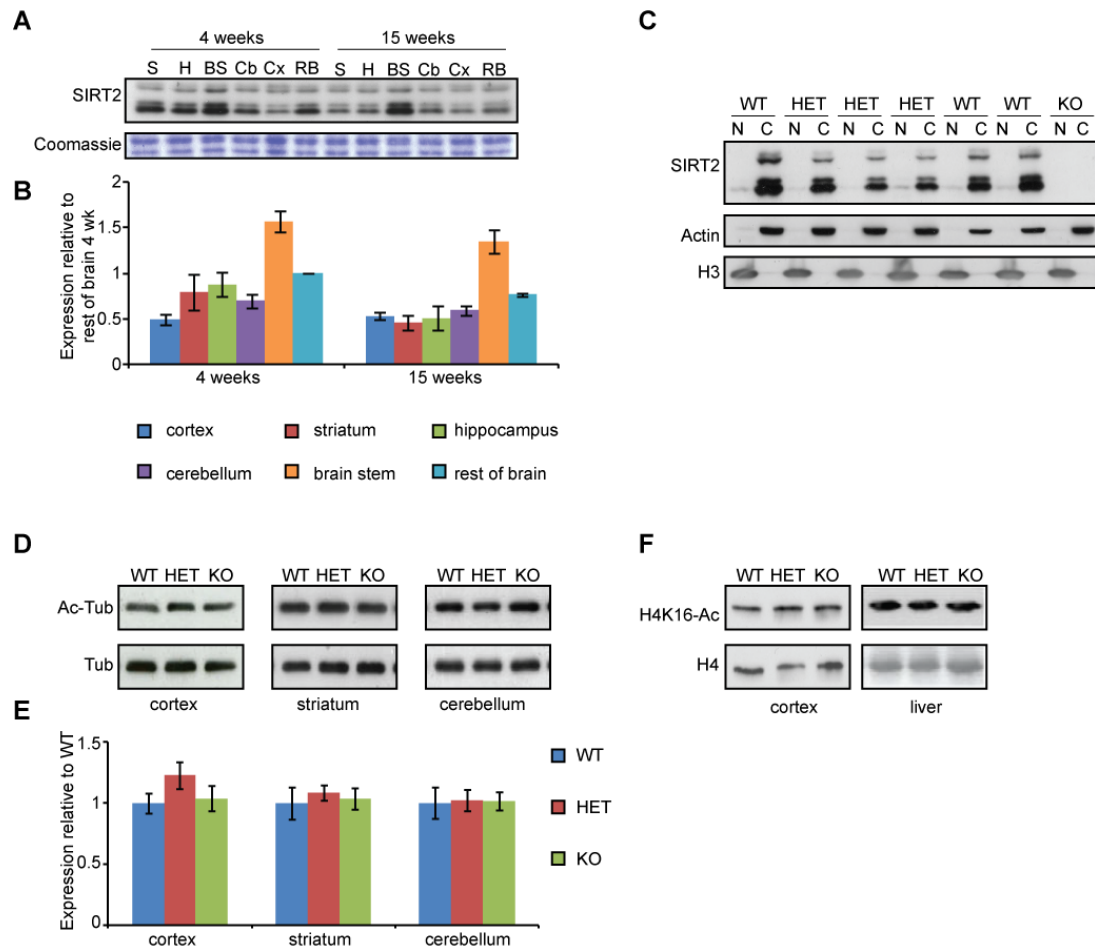 A
4 weeks 15 weeks
S H BS Cb Cx RB S H BS Cb Cx RB
SIRT2
Coomassie
B
Expression relative to
rest of brain 4 wk
2
1.5
1
0.5
0
4 weeks 15 weeks
cortex striatum hippocampus
cerebellum brain stem rest of brain
C
WT HET HET HET WT WT KO
N C N C N C N C N C N C N C
SIRT2
Actin
H3
D
WT HET KO WT HET KO WT HET KO
Ac-Tub
Tub
cortex striatum cerebellum
E
Expression relative to WT
1.5
1
0.5
0
cortex striatum cerebellum
WT
HET
KO
F
WT HET KO WT HET KO
H4K16-Ac
H4
cortex liver